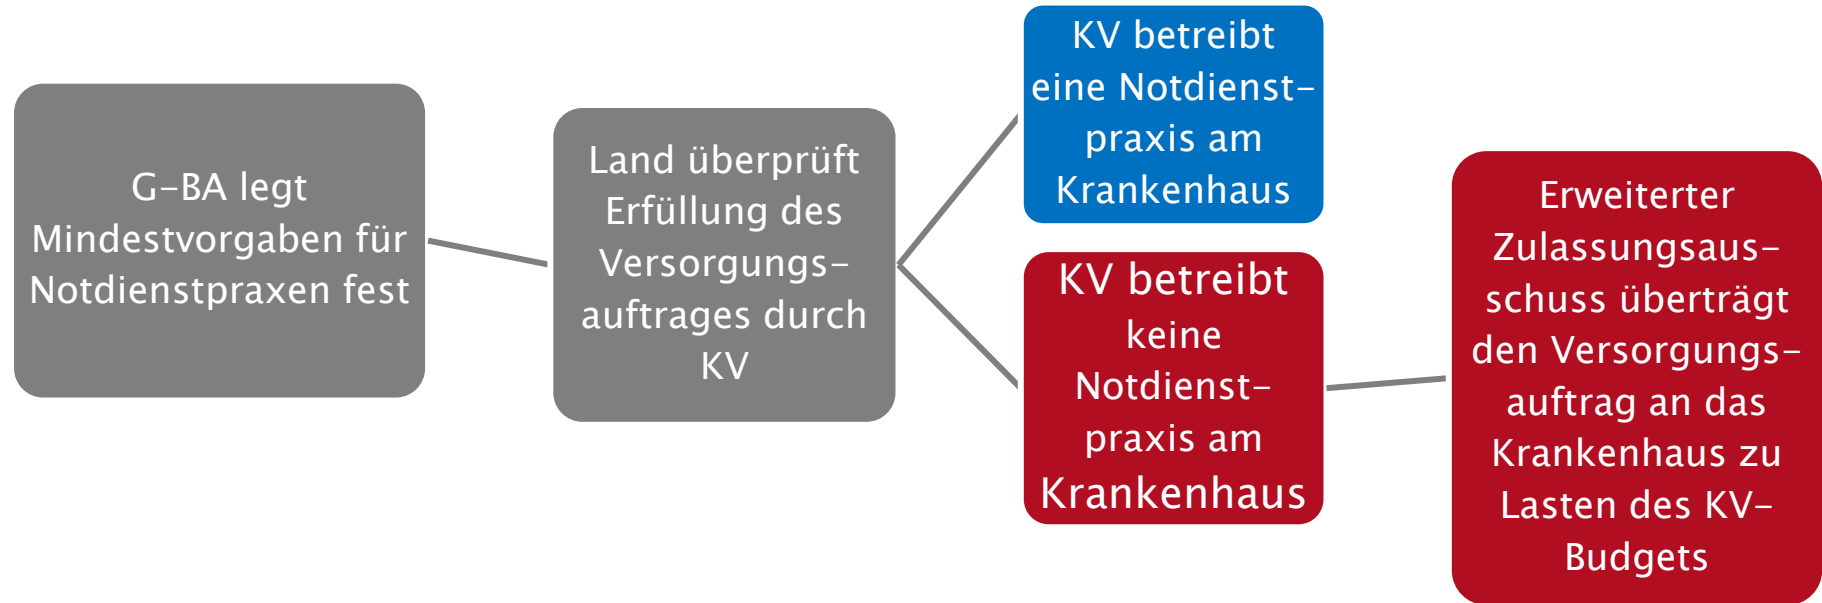 G-BA legt
Mindestvorgaben für
Notdienstpraxen fest
Land überprüft
Erfüllung des
Versorgungs-
auftrages durch
KV
KV betreibt
eine Notdienst-
praxis am
Krankenhaus
KV betreibt
keine
Notdienst-
praxis am
Krankenhaus
Erweiterter
Zulassungsaus-
schuss überträgt
den Versorgungs-
auftrag an das
Krankenhaus zu
Lasten des KV-
Budgets